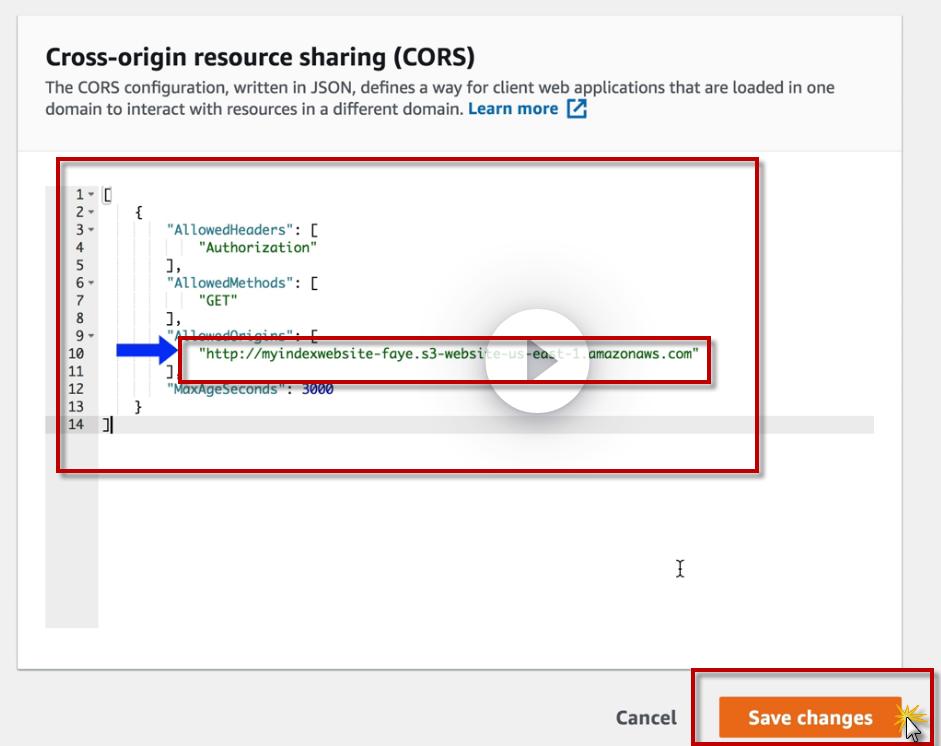 Cross-origin resource sharing (CORS)
The CORS configuration, written in JSON, defines a way for client web applications that are loaded in one
domain to interact with resources in a different domain. Learn more
1 [
2 {
3 "AllowedHeaders": [
4 "Authorization"
5 ],
6 "AllowedMethods": [
7 "GET"
8 ],
9 "AllowedOrigins": [
10 "http://myindexwebsite-faye.s3-website-us-east-1.amazonaws.com"
11 ],
12 "MaxAgeSeconds": 3000
13 }
14 ]
Cancel
Save changes